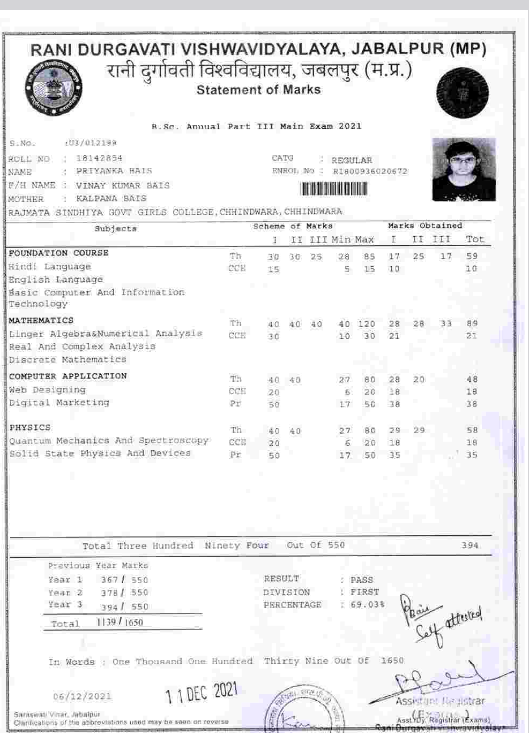 RANI DURGAVATI VISHWAVIDYALAYA, JABALPUR (MP)
रानी दुर्गावती विश्वविद्यालय, जबलपुर (म.प्र.)
Statement of Marks
B.Sc. Annual Part III Main Exam 2021
S.No. :U3/012199
ROLL NO : 18142834 CATG : REGULAR
NAME : PRIYANKA BAIS ENROL No : R1800936020672
F/H NAME : VINAY KUMAR BAIS
MOTHER : KALPANA BAIS
RAJMATA SINDHIYA GOVT GIRLS COLLEGE,CHHINDWARA,CHHINDWARA
Subjects Scheme of Marks Marks Obtained
I II III Min Max I II III Tot
FOUNDATION COURSE Th 30 30 25 28 85 17 25 17 59
Hindi Language CCE 15 5 15 10 10
English Language
Basic Computer And Information
Technology
MATHEMATICS Th 40 40 40 40 120 28 28 33 89
Linger Algebra&Numerical Analysis CCE 30 10 30 21 21
Real And Complex Analysis
Discrete Mathematics
COMPUTER APPLICATION Th 40 40 27 80 28 20 48
Web Designing CCE 20 6 20 18 18
Digital Marketing Pr 50 17 50 38 38
PHYSICS Th 40 40 27 80 29 29 58
Quantum Mechanics And Spectroscopy CCE 20 6 20 18 18
Solid State Physics And Devices Pr 50 17 50 35 35
Total Three Hundred Ninety Four Out Of 550 394
Previous Year Marks
Year 1 367 / 550 RESULT : PASS
Year 2 378 / 550 DIVISION : FIRST
Year 3 394 / 550 PERCENTAGE : 69.03%
Total 1139 / 1650
Self attested
In Words : One Thousand One Hundred Thirty Nine Out Of 1650
06/12/2021 11 DEC 2021
Assistant Registrar
Saraswati Vihar, Jabalpur
Clarifications of the abbreviations used may be seen on reverse
Asst./Dy. Registrar (Exams)
Rani Durgavati Vishwavidyalaya